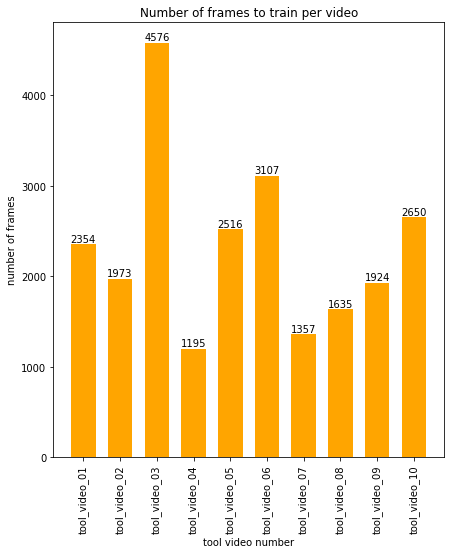 Number of frames to train per video
number of frames
4000
3000
2000
1000
0
2354
1973
4576
1195
2516
3107
1357
1635
1924
2650
tool_video_01
tool_video_02
tool_video_03
tool_video_04
tool_video_05
tool_video_06
tool_video_07
tool_video_08
tool_video_09
tool_video_10
tool video number